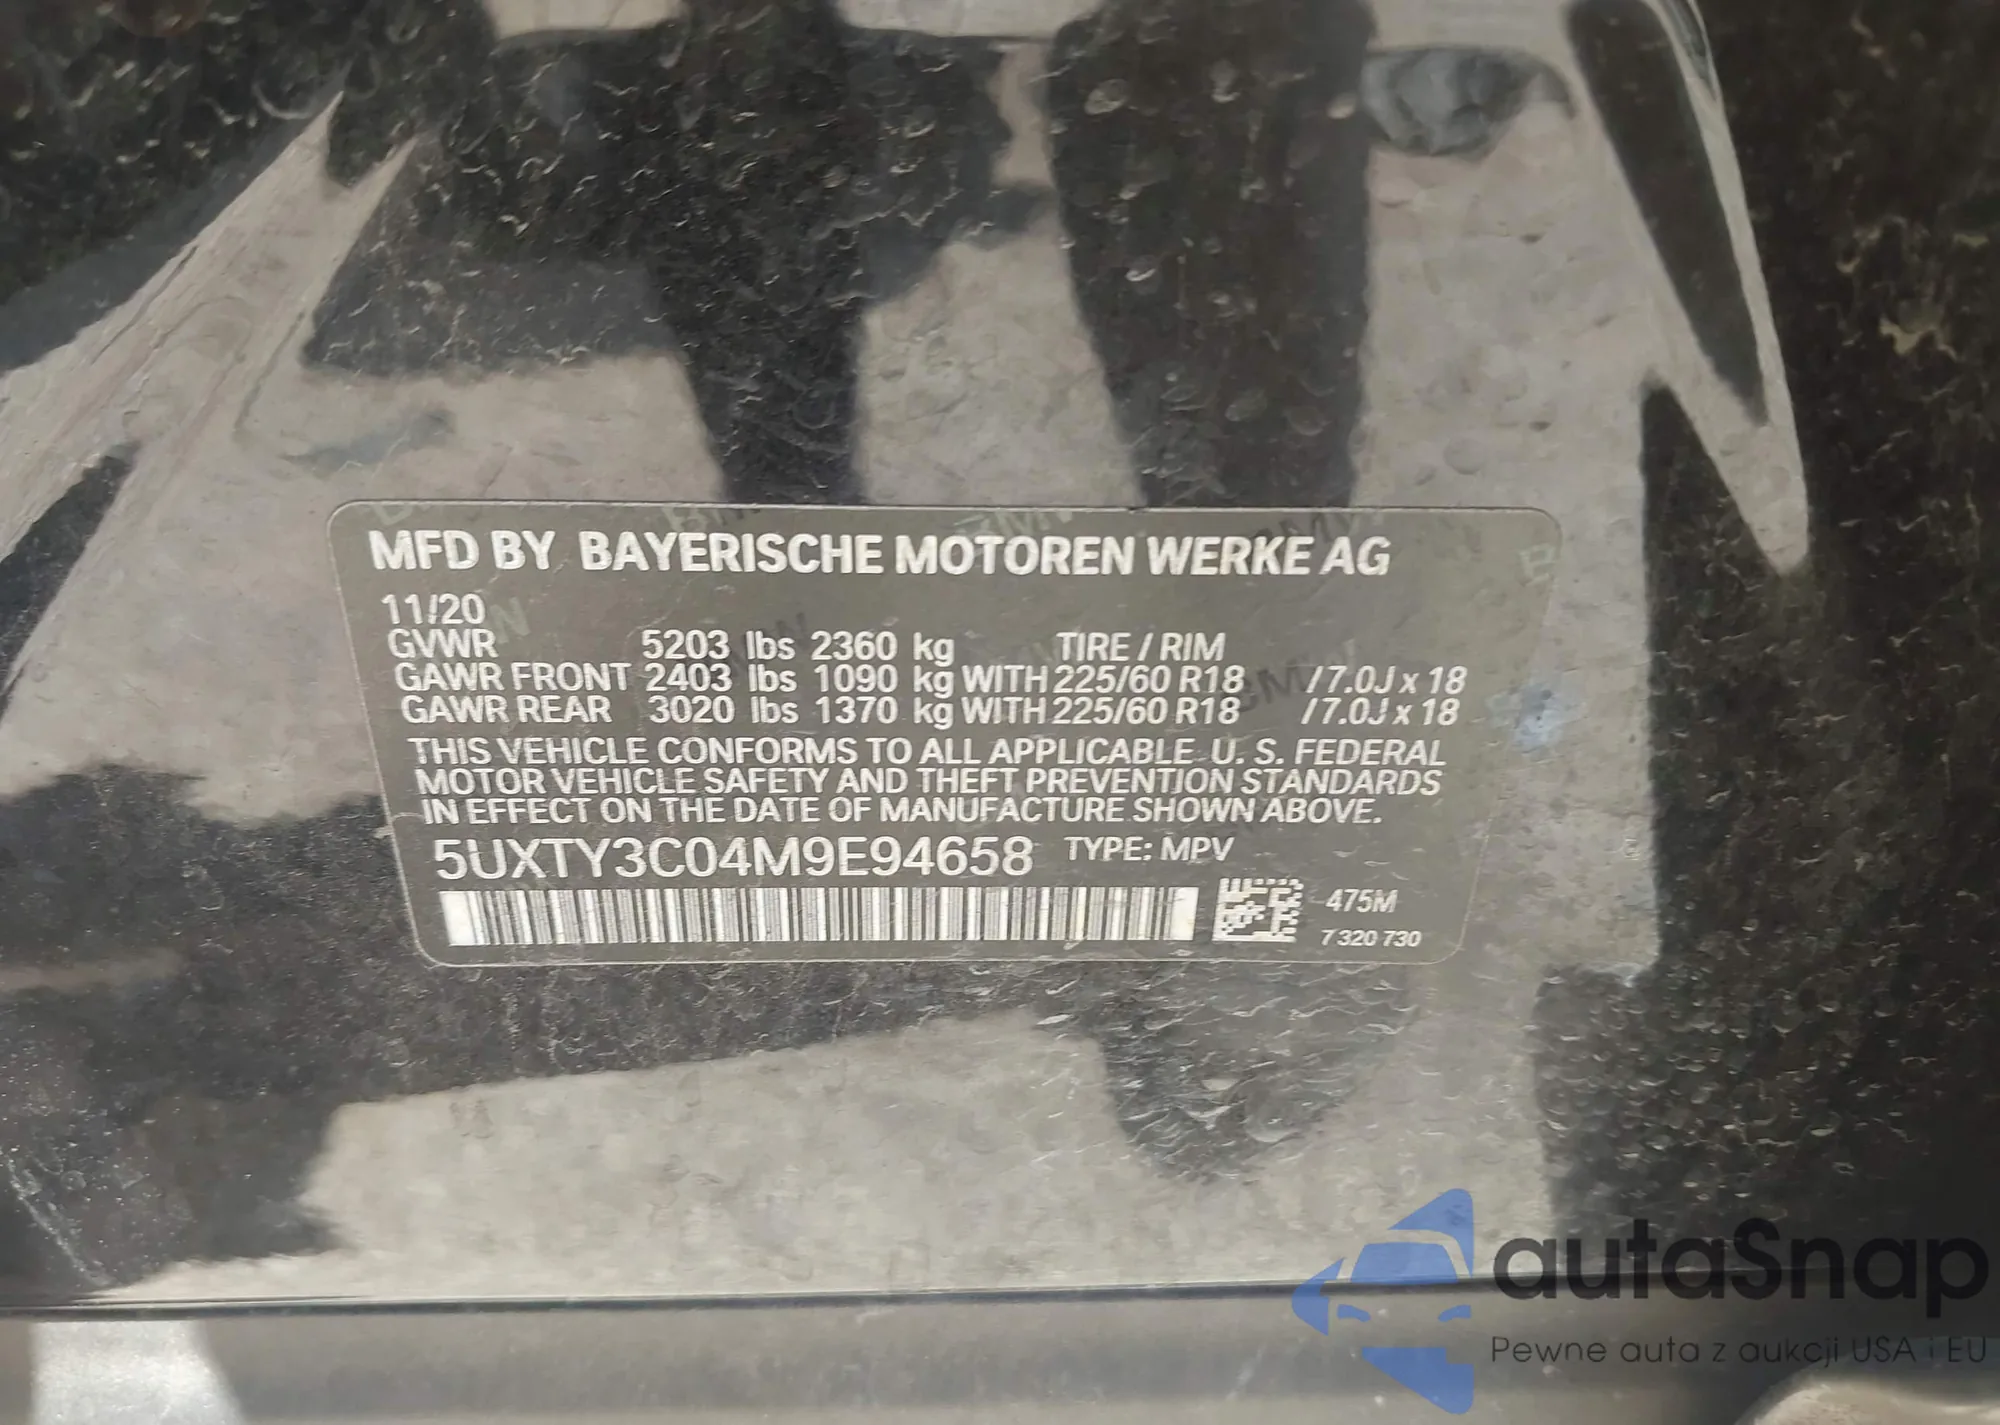 MFD BY BAYERISCHE MOTOREN WERKE AG
11/20
GVWR 5203 lbs 2360 kg TIRE / RIM
GAWR FRONT 2403 lbs 1090 kg WITH 225/60 R18 / 7.0J x 18
GAWR REAR 3020 lbs 1370 kg WITH 225/60 R18 / 7.0J x 18
THIS VEHICLE CONFORMS TO ALL APPLICABLE U. S. FEDERAL
MOTOR VEHICLE SAFETY AND THEFT PREVENTION STANDARDS
IN EFFECT ON THE DATE OF MANUFACTURE SHOWN ABOVE.
5UXTY3C04M9E94658 TYPE: MPV
475M
7 320 730
autaSnap
Pewne auta z aukcji USA i EU